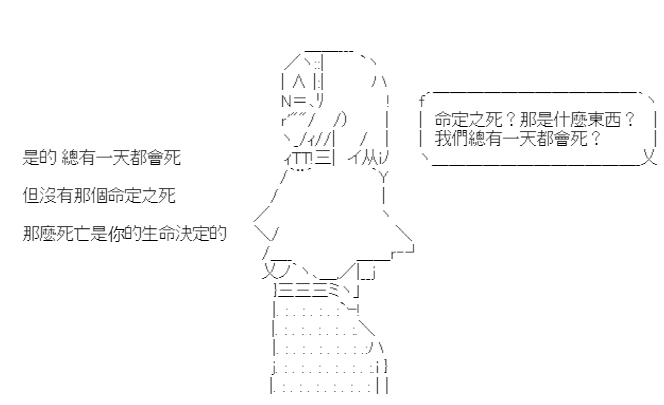 命定之死？那是什麼東西？
我們總有一天都會死？
是的 總有一天都會死
但沒有那個命定之死
那麼死亡是你的生命決定的